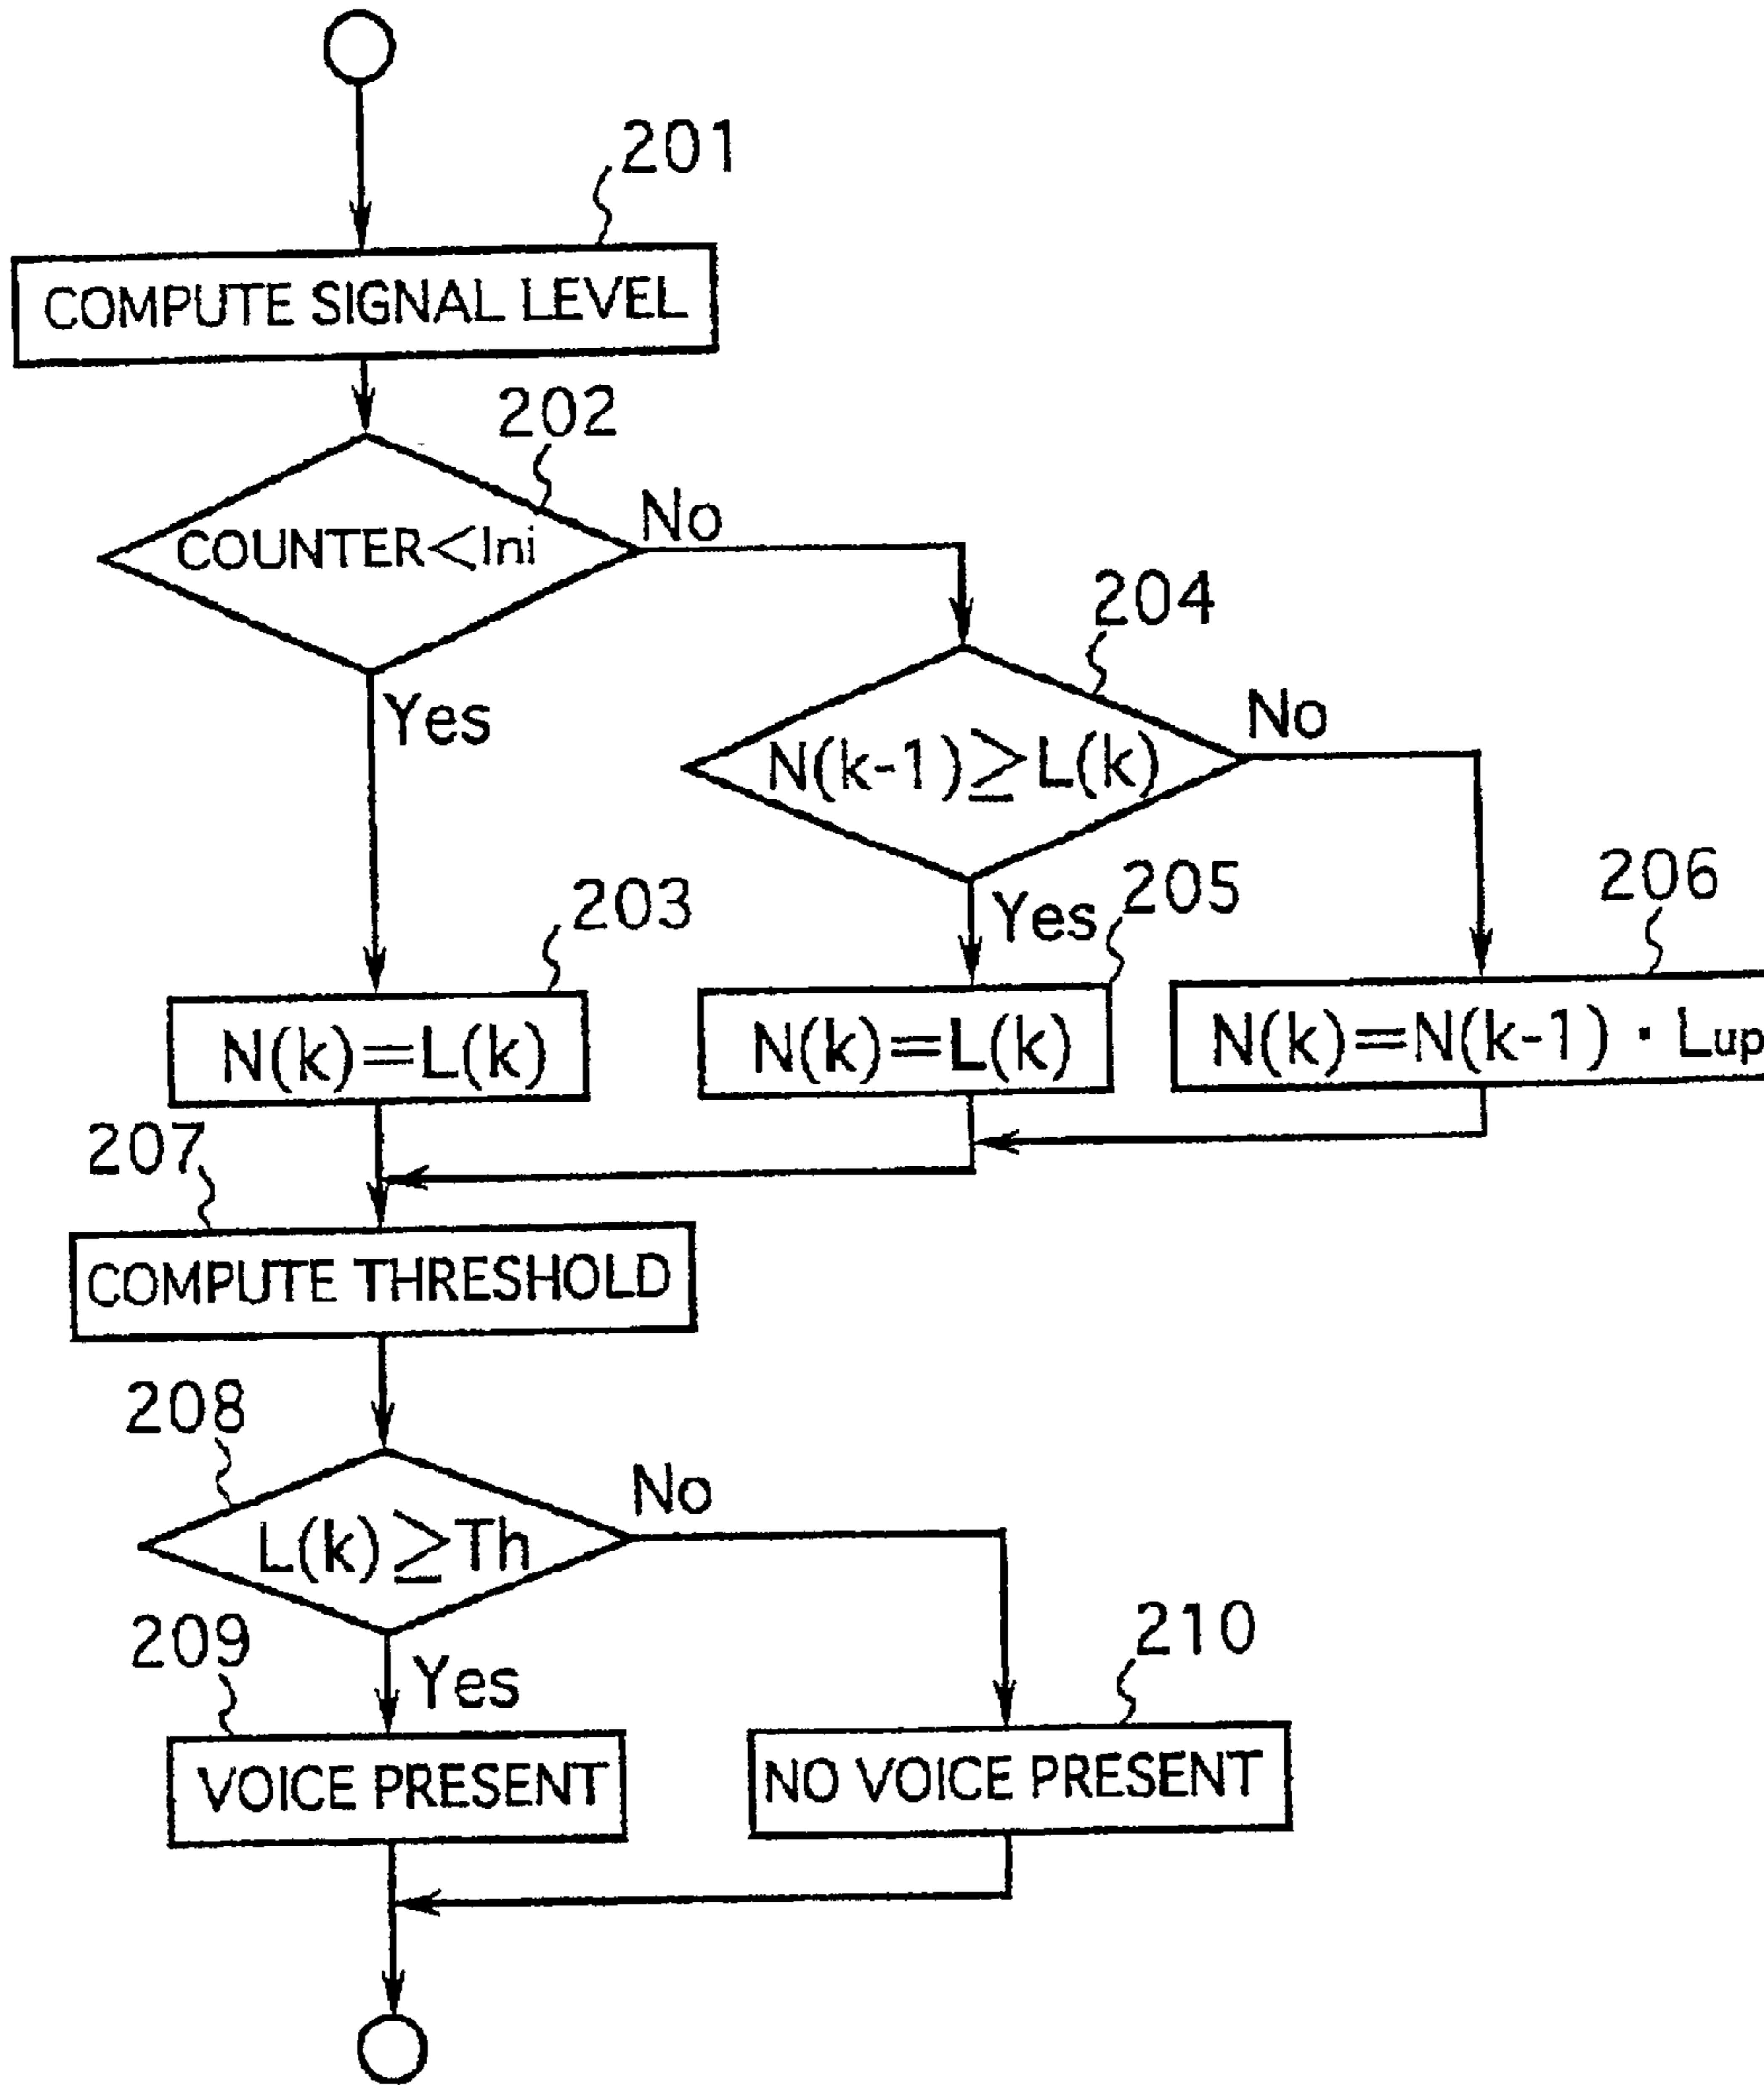 201
COMPUTE SIGNAL LEVEL
202
COUNTER<Ini
No
Yes
204
N(k-1)≥L(k)
No
Yes
203
N(k)=L(k)
205
N(k)=L(k)
206
N(k)=N(k-1)·Lup
207
COMPUTE THRESHOLD
208
L(k)≥Th
No
Yes
209
VOICE PRESENT
210
NO VOICE PRESENT